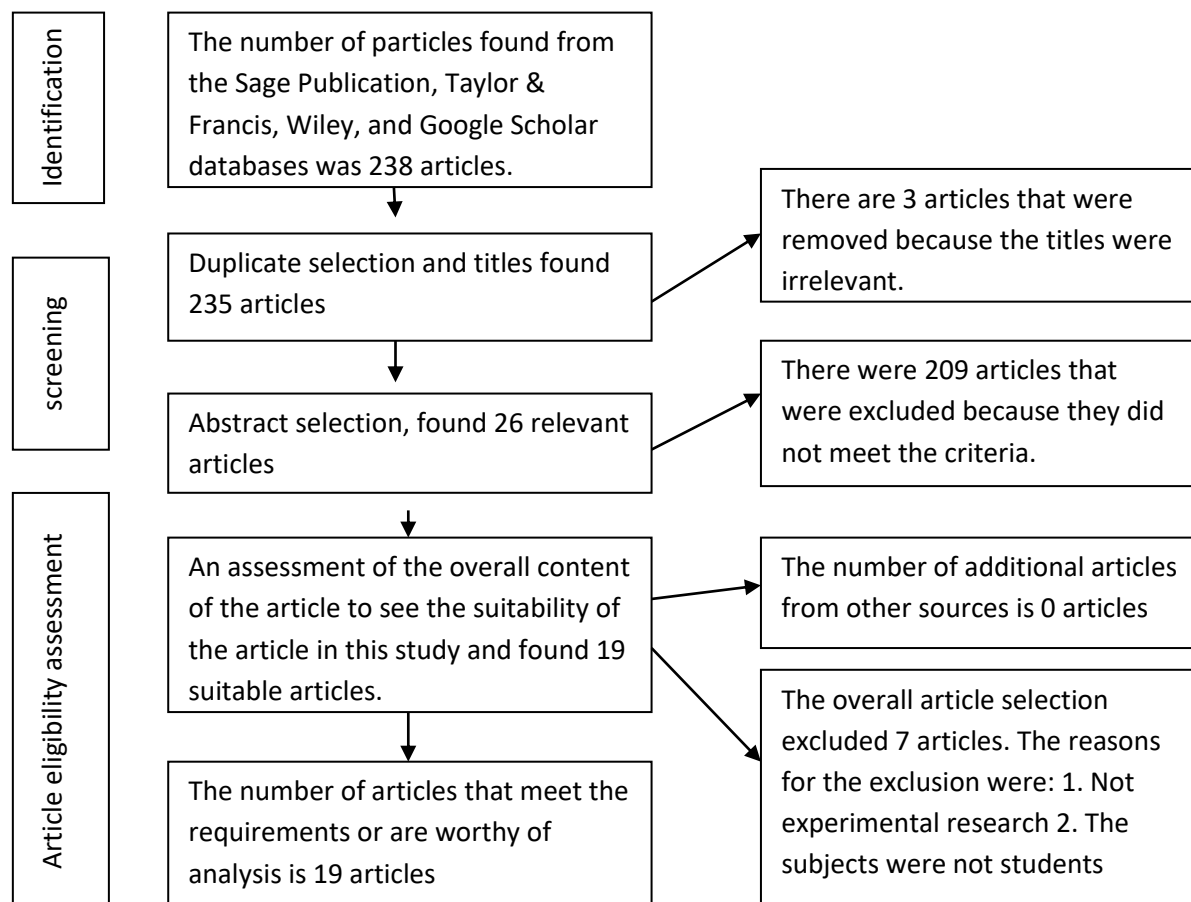 Identification
The number of particles found from
the Sage Publication, Taylor &
Francis, Wiley, and Google Scholar
databases was 238 articles.
There are 3 articles that were
removed because the titles were
irrelevant.
screening
Duplicate selection and titles found
235 articles
There were 209 articles that
were excluded because they did
not meet the criteria.
Abstract selection, found 26 relevant
articles
Article eligibility assessment
An assessment of the overall content
of the article to see the suitability of
the article in this study and found 19
suitable articles.
The number of additional articles
from other sources is 0 articles
The overall article selection
excluded 7 articles. The reasons
for the exclusion were: 1. Not
experimental research 2. The
subjects were not students
The number of articles that meet the
requirements or are worthy of
analysis is 19 articles